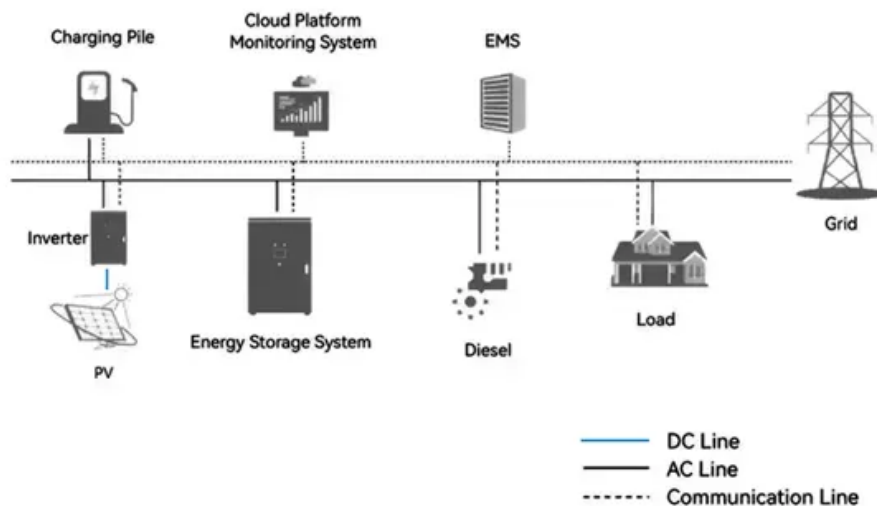 Charging Pile
Cloud Platform
Monitoring System
EMS
Grid
Inverter
PV
Energy Storage System
Diesel
Load
DC Line
AC Line
Communication Line